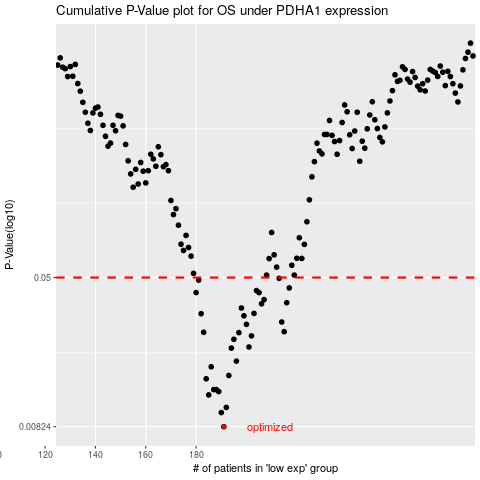 Cumulative P-Value plot for OS under PDHA1 expression
P-Value(log10)
0.05
0.00824
optimized
0
120
140
160
180
# of patients in 'low exp' group